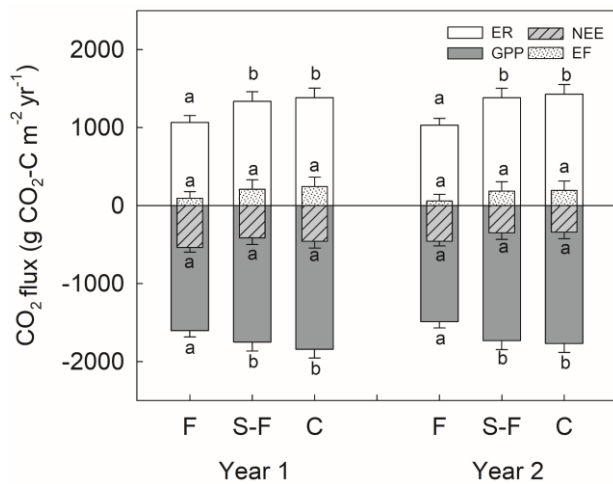 ER NEE
GPP EF
2000
1000
0
-1000
-2000
CO2 flux (g CO2-C m-2 yr-1)
a b b a b b
a a a a a a
a a a a a a
a b b a b b
F S-F C F S-F C
Year 1 Year 2